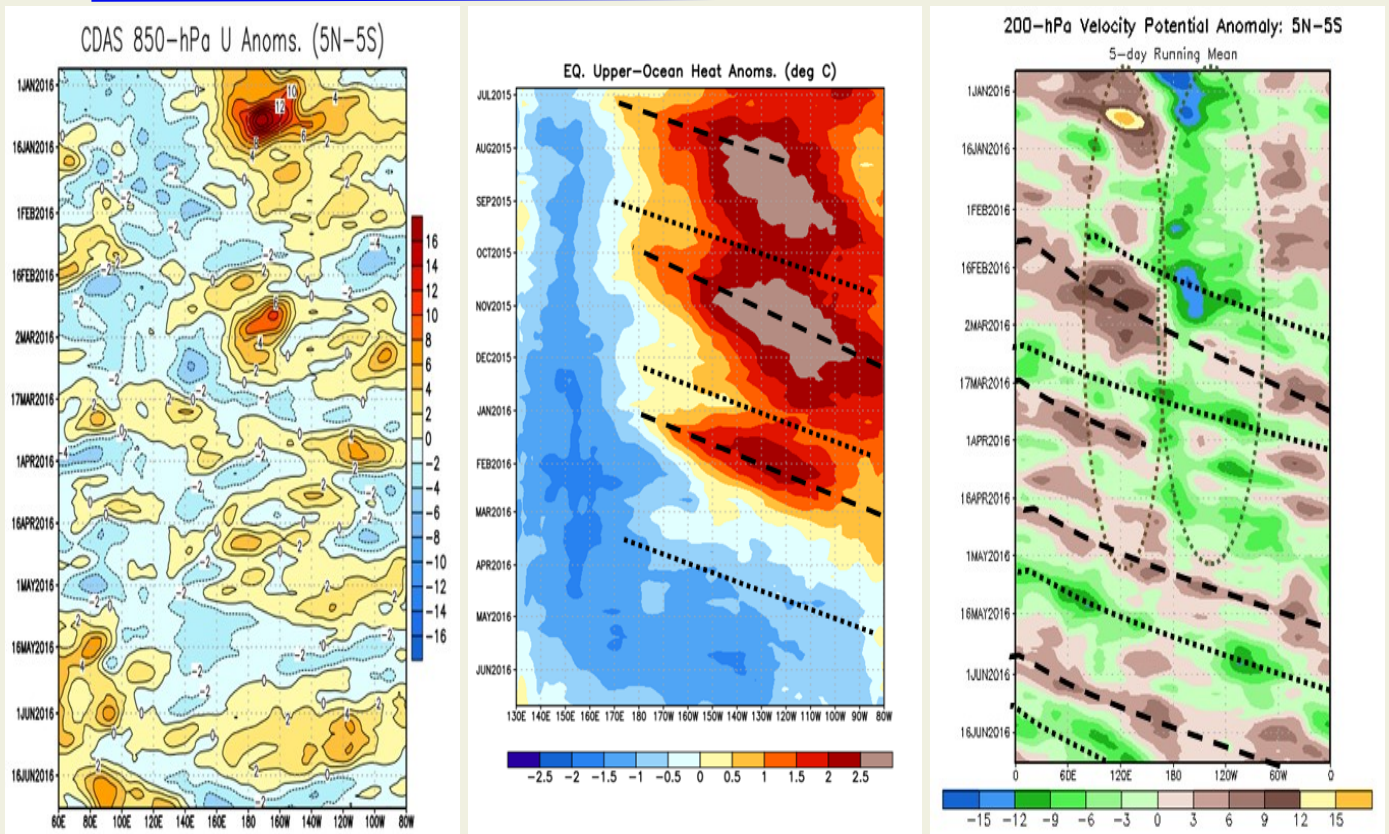 CDAS 850-hPa U Anoms. (5N-5S)
1JAN2016
16JAN2016
1FEB2016
16FEB2016
2MAR2016
17MAR2016
1APR2016
16APR2016
1MAY2016
15MAY2016
1JUN2016
16JUN2016
60E 80E 100E 120E 140E 160E 180 160W 140W 120W 100W 80W
16
14
12
10
8
6
4
2
0
-2
-4
-6
-8
-10
-12
-14
-16
EQ. Upper-Ocean Heat Anoms. (deg C)
JUL2015
AUG2015
SEP2015
OCT2015
NOV2015
DEC2015
JAN2016
FEB2016
MAR2016
APR2016
MAY2016
JUN2016
130E 140E 150E 160E 170E 180 170W 160W 150W 140W 130W 120W 110W 100W 90W 80W
-2.5 -2 -1.5 -1 -0.5 0 0.5 1 1.5 2 2.5
200-hPa Velocity Potential Anomaly: 5N-5S
5-day Running Mean
1JAN2016
16JAN2016
1FEB2016
16FEB2016
2MAR2016
17MAR2016
1APR2016
16APR2016
1MAY2016
16MAY2016
1JUN2016
16JUN2016
0 60E 120E 180 120W 60W 0
-15 -12 -9 -6 -3 0 3 6 9 12 15